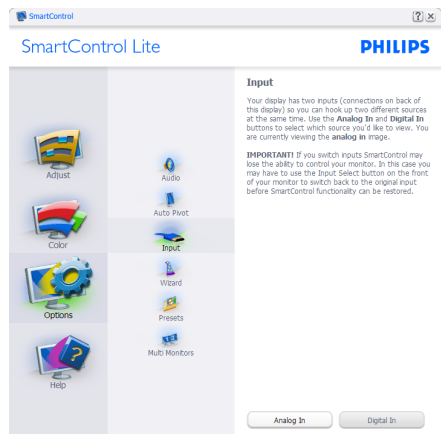 SmartControl
SmartControl Lite
PHILIPS
Adjust
Color
Options
Help
Audio
Auto Pivot
Input
Wizard
Presets
Multi Monitors
Input
Your display has two inputs (connections on back of
this display) so you can hook up two different sources
at the same time. Use the Analog In and Digital In
buttons to select which source you'd like to view. You
are currently viewing the analog in image.
IMPORTANT! If you switch inputs SmartControl may
lose the ability to control your monitor. In this case you
may have to use the Input Select button on the front
of your monitor to switch back to the original input
before SmartControl functionality can be restored.
Analog In
Digital In